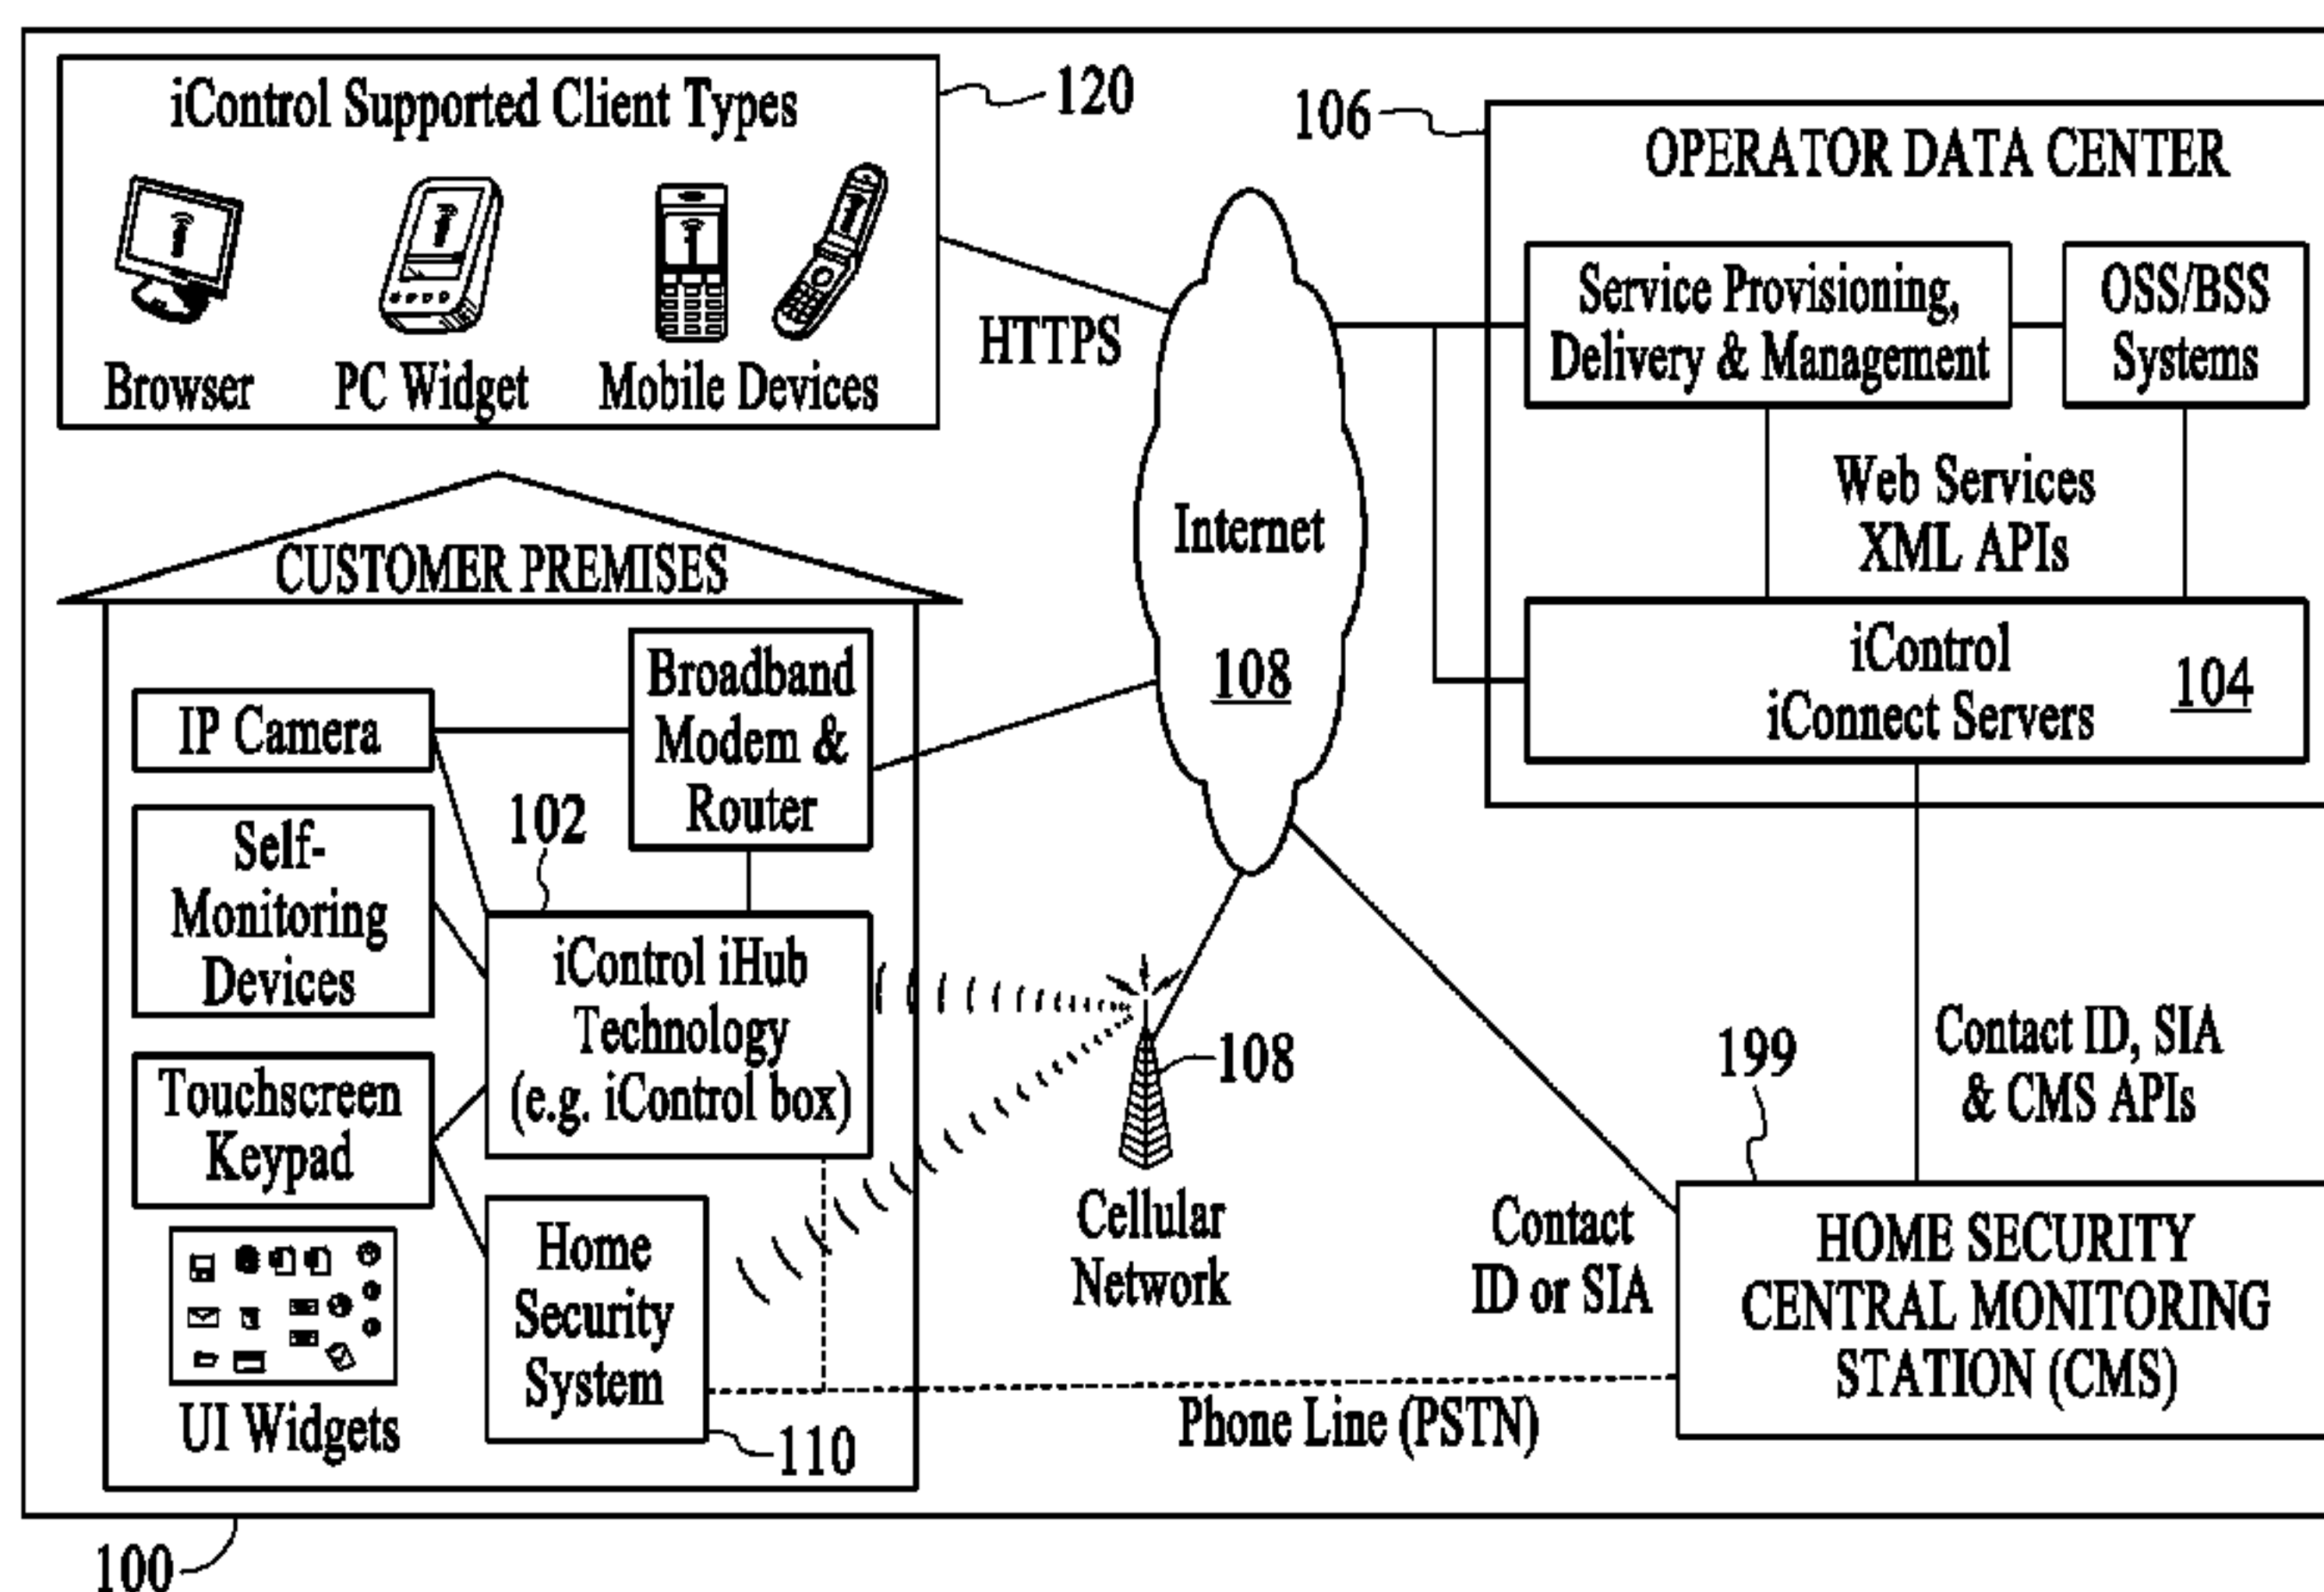 iControl Supported Client Types
120
Browser
PC Widget
Mobile Devices
HTTPS
106
OPERATOR DATA CENTER
Service Provisioning,
Delivery & Management
OSS/BSS
Systems
Web Services
XML APIs
iControl
iConnect Servers
104
Internet
108
CUSTOMER PREMISES
IP Camera
Broadband
Modem &
Router
Self-
Monitoring
Devices
102
iControl iHub
Technology
(e.g. iControl box)
Touchscreen
Keypad
UI Widgets
Home
Security
System
110
108
Cellular
Network
Contact ID, SIA
& CMS APIs
199
Contact
ID or SIA
HOME SECURITY
CENTRAL MONITORING
STATION (CMS)
Phone Line (PSTN)
100